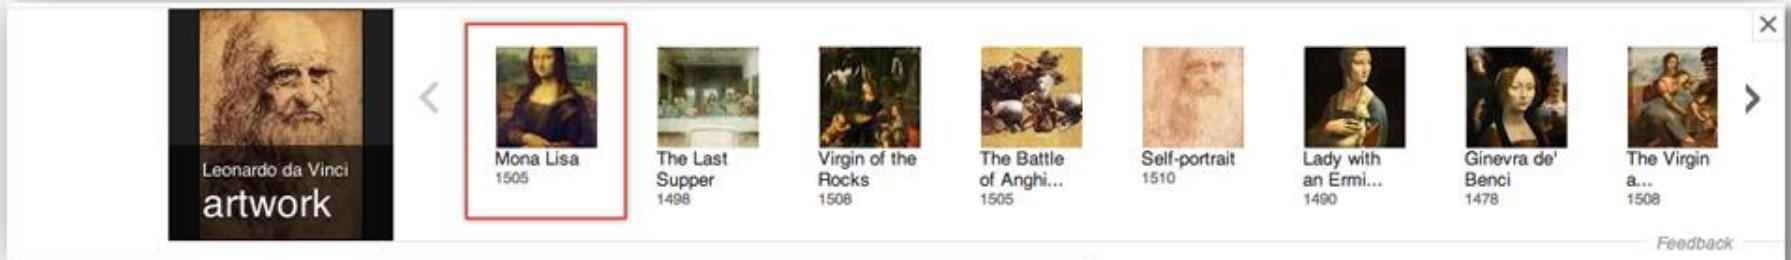 Leonardo da Vinci
artwork
Mona Lisa
1505
The Last
Supper
1498
Virgin of the
Rocks
1508
The Battle
of Anghi...
1505
Self-portrait
1510
Lady with
an Ermi...
1490
Ginevra de'
Benci
1478
The Virgin
a...
1508
Feedback